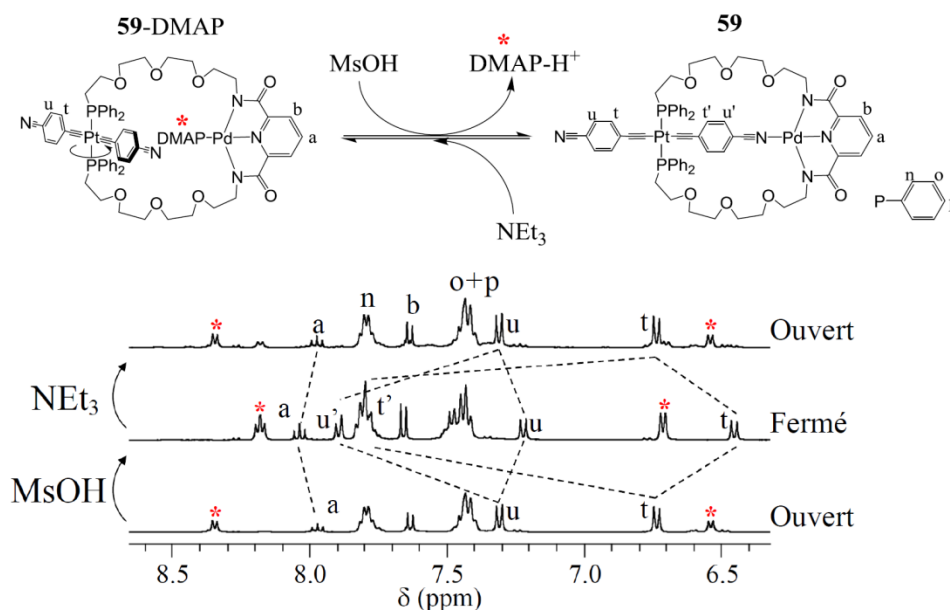 59-DMAP
59
*
MsOH
DMAP-H+
O O O
O O O
N
O
N
O
u t
PPh2
b
u t
PPh2
t' u'
b
NC
*
DMAP-Pd
N
a
N
Pt
N
Pd
N
a
Pt
N
PPh2
N
O
PPh2
N
O
n
o
P
O O O
NEt3
O O O
o+p
n
b
* a u t * Ouvert
NEt3
* a u' t' u * t Fermé
MsOH
* a u t * Ouvert
8.5 8.0 7.5 7.0 6.5
δ (ppm)